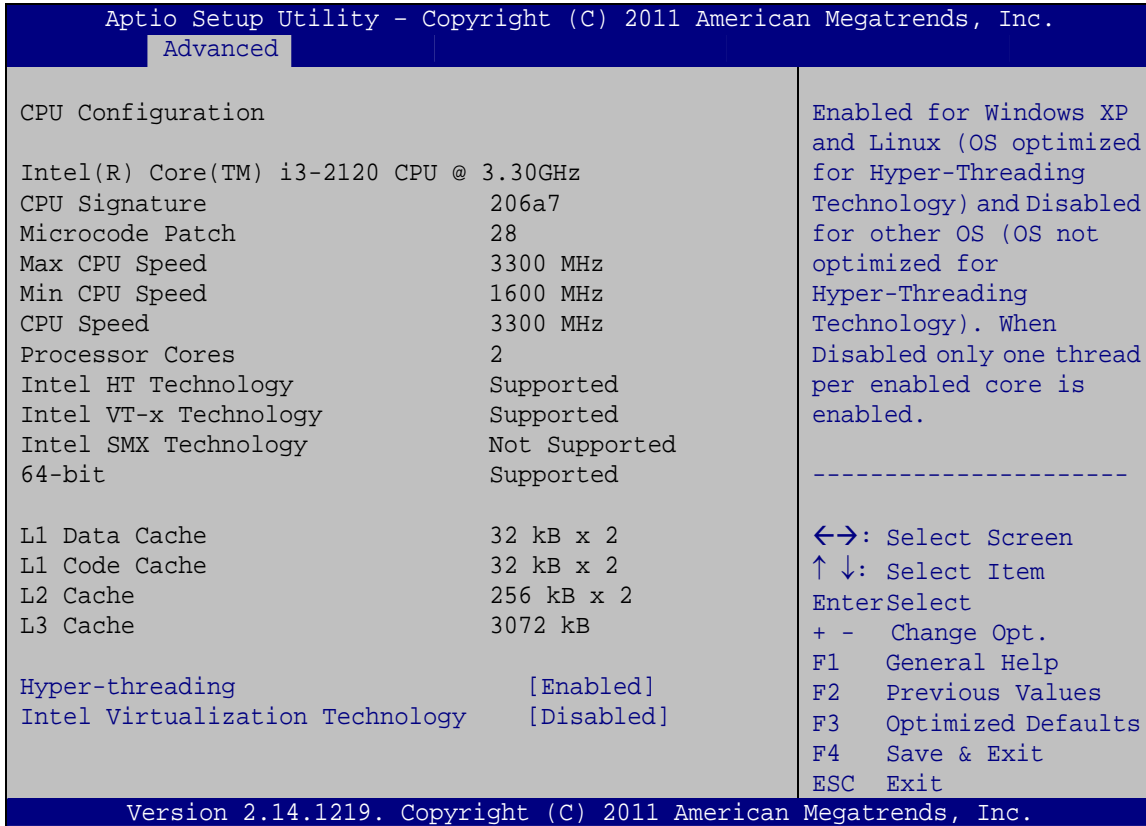 Aptio Setup Utility – Copyright (C) 2011 American Megatrends, Inc.
Advanced
CPU Configuration
Intel(R) Core(TM) i3-2120 CPU @ 3.30GHz
CPU Signature 206a7
Microcode Patch 28
Max CPU Speed 3300 MHz
Min CPU Speed 1600 MHz
CPU Speed 3300 MHz
Processor Cores 2
Intel HT Technology Supported
Intel VT-x Technology Supported
Intel SMX Technology Not Supported
64-bit Supported
L1 Data Cache 32 kB x 2
L1 Code Cache 32 kB x 2
L2 Cache 256 kB x 2
L3 Cache 3072 kB
Hyper-threading [Enabled]
Intel Virtualization Technology [Disabled]
Enabled for Windows XP
and Linux (OS optimized
for Hyper-Threading
Technology) and Disabled
for other OS (OS not
optimized for
Hyper-Threading
Technology). When
Disabled only one thread
per enabled core is
enabled.
----------------------
←→: Select Screen
↑ ↓: Select Item
EnterSelect
+ - Change Opt.
F1 General Help
F2 Previous Values
F3 Optimized Defaults
F4 Save & Exit
ESC Exit
Version 2.14.1219. Copyright (C) 2011 American Megatrends, Inc.